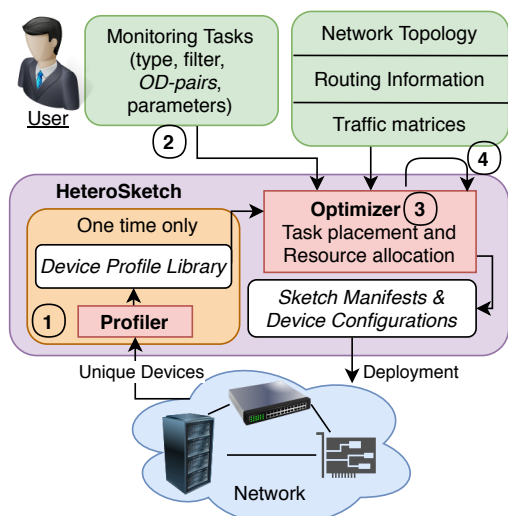 User
Monitoring Tasks
(type, filter,
OD-pairs,
parameters)
2
Network Topology
Routing Information
Traffic matrices
4
HeteroSketch
One time only
Device Profile Library
1
Profiler
Optimizer 3
Task placement and
Resource allocation
Sketch Manifests &
Device Configurations
Unique Devices
Deployment
Network